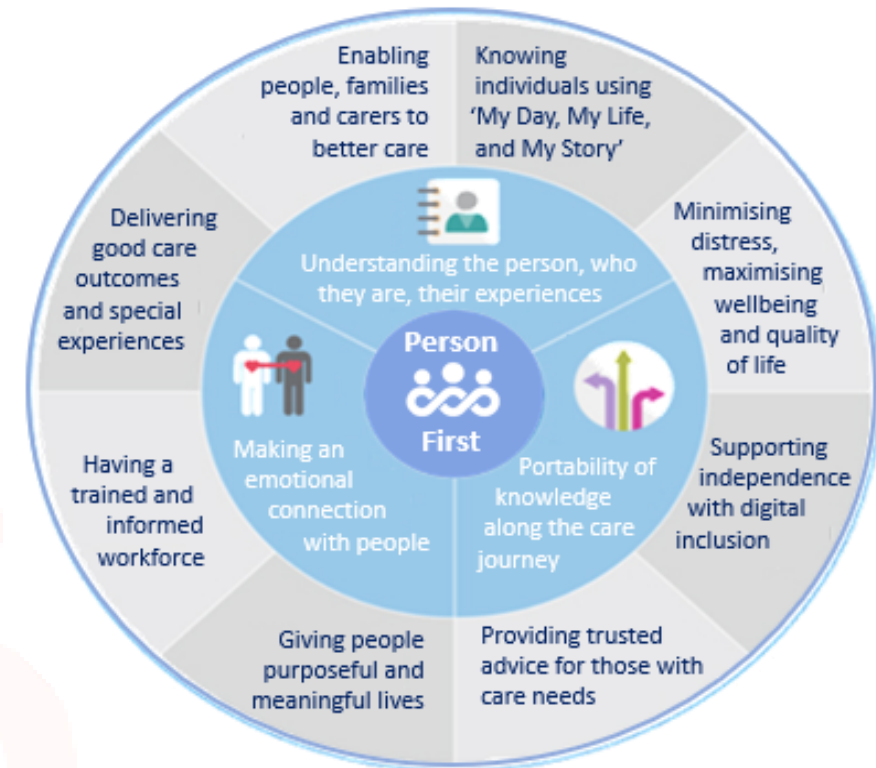 Enabling
people, families
and carers to
better care
Knowing
individuals using
‘My Day, My Life,
and My Story’
Minimising
distress,
maximising
wellbeing
and quality
of life
Supporting
independence
with digital
inclusion
Providing trusted
advice for those with
care needs
Giving people
purposeful and
meaningful lives
Having a
trained and
informed
workforce
Delivering
good care
outcomes
and special
experiences
Understanding the person, who
they are, their experiences
Portability of
knowledge
along the care
journey
Making an
emotional
connection
with people
Person
First